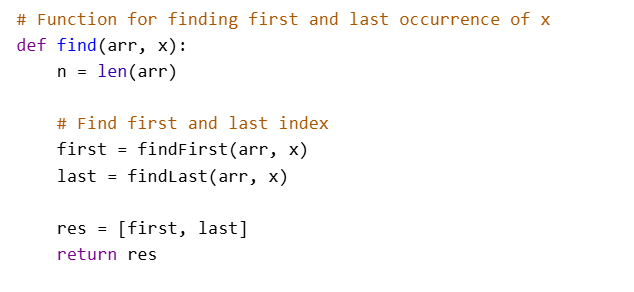 # Function for finding first and last occurrence of x
def find(arr, x):
    n = len(arr)

    # Find first and last index
    first = findFirst(arr, x)
    last = findLast(arr, x)

    res = [first, last]
    return res